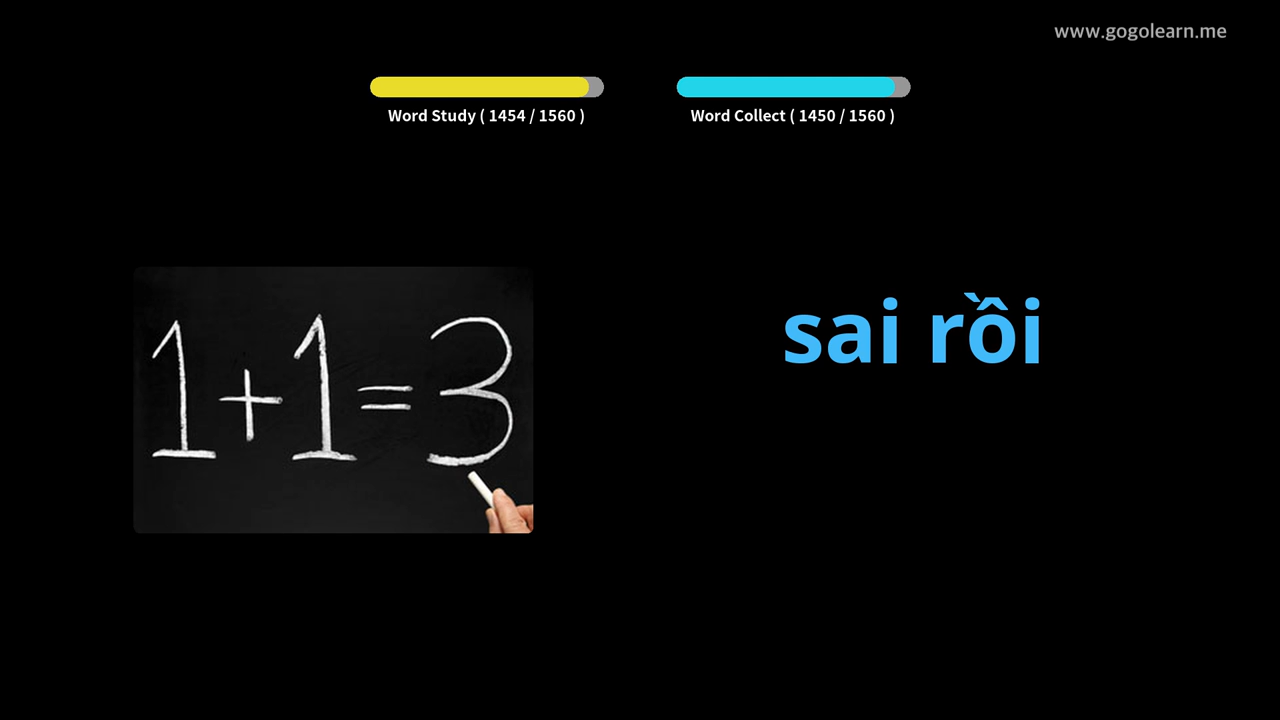 www.gogolearn.me
Word Study ( 1454 / 1560 )
Word Collect ( 1450 / 1560 )
1+1=3
sai rồi